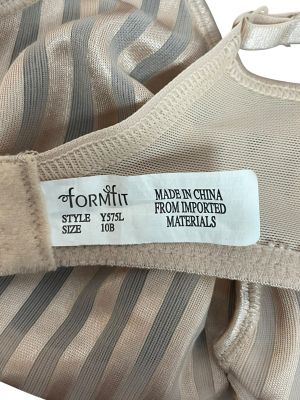 FORMFIT
STYLE Y575L
SIZE 10B
MADE IN CHINA
FROM IMPORTED
MATERIALS